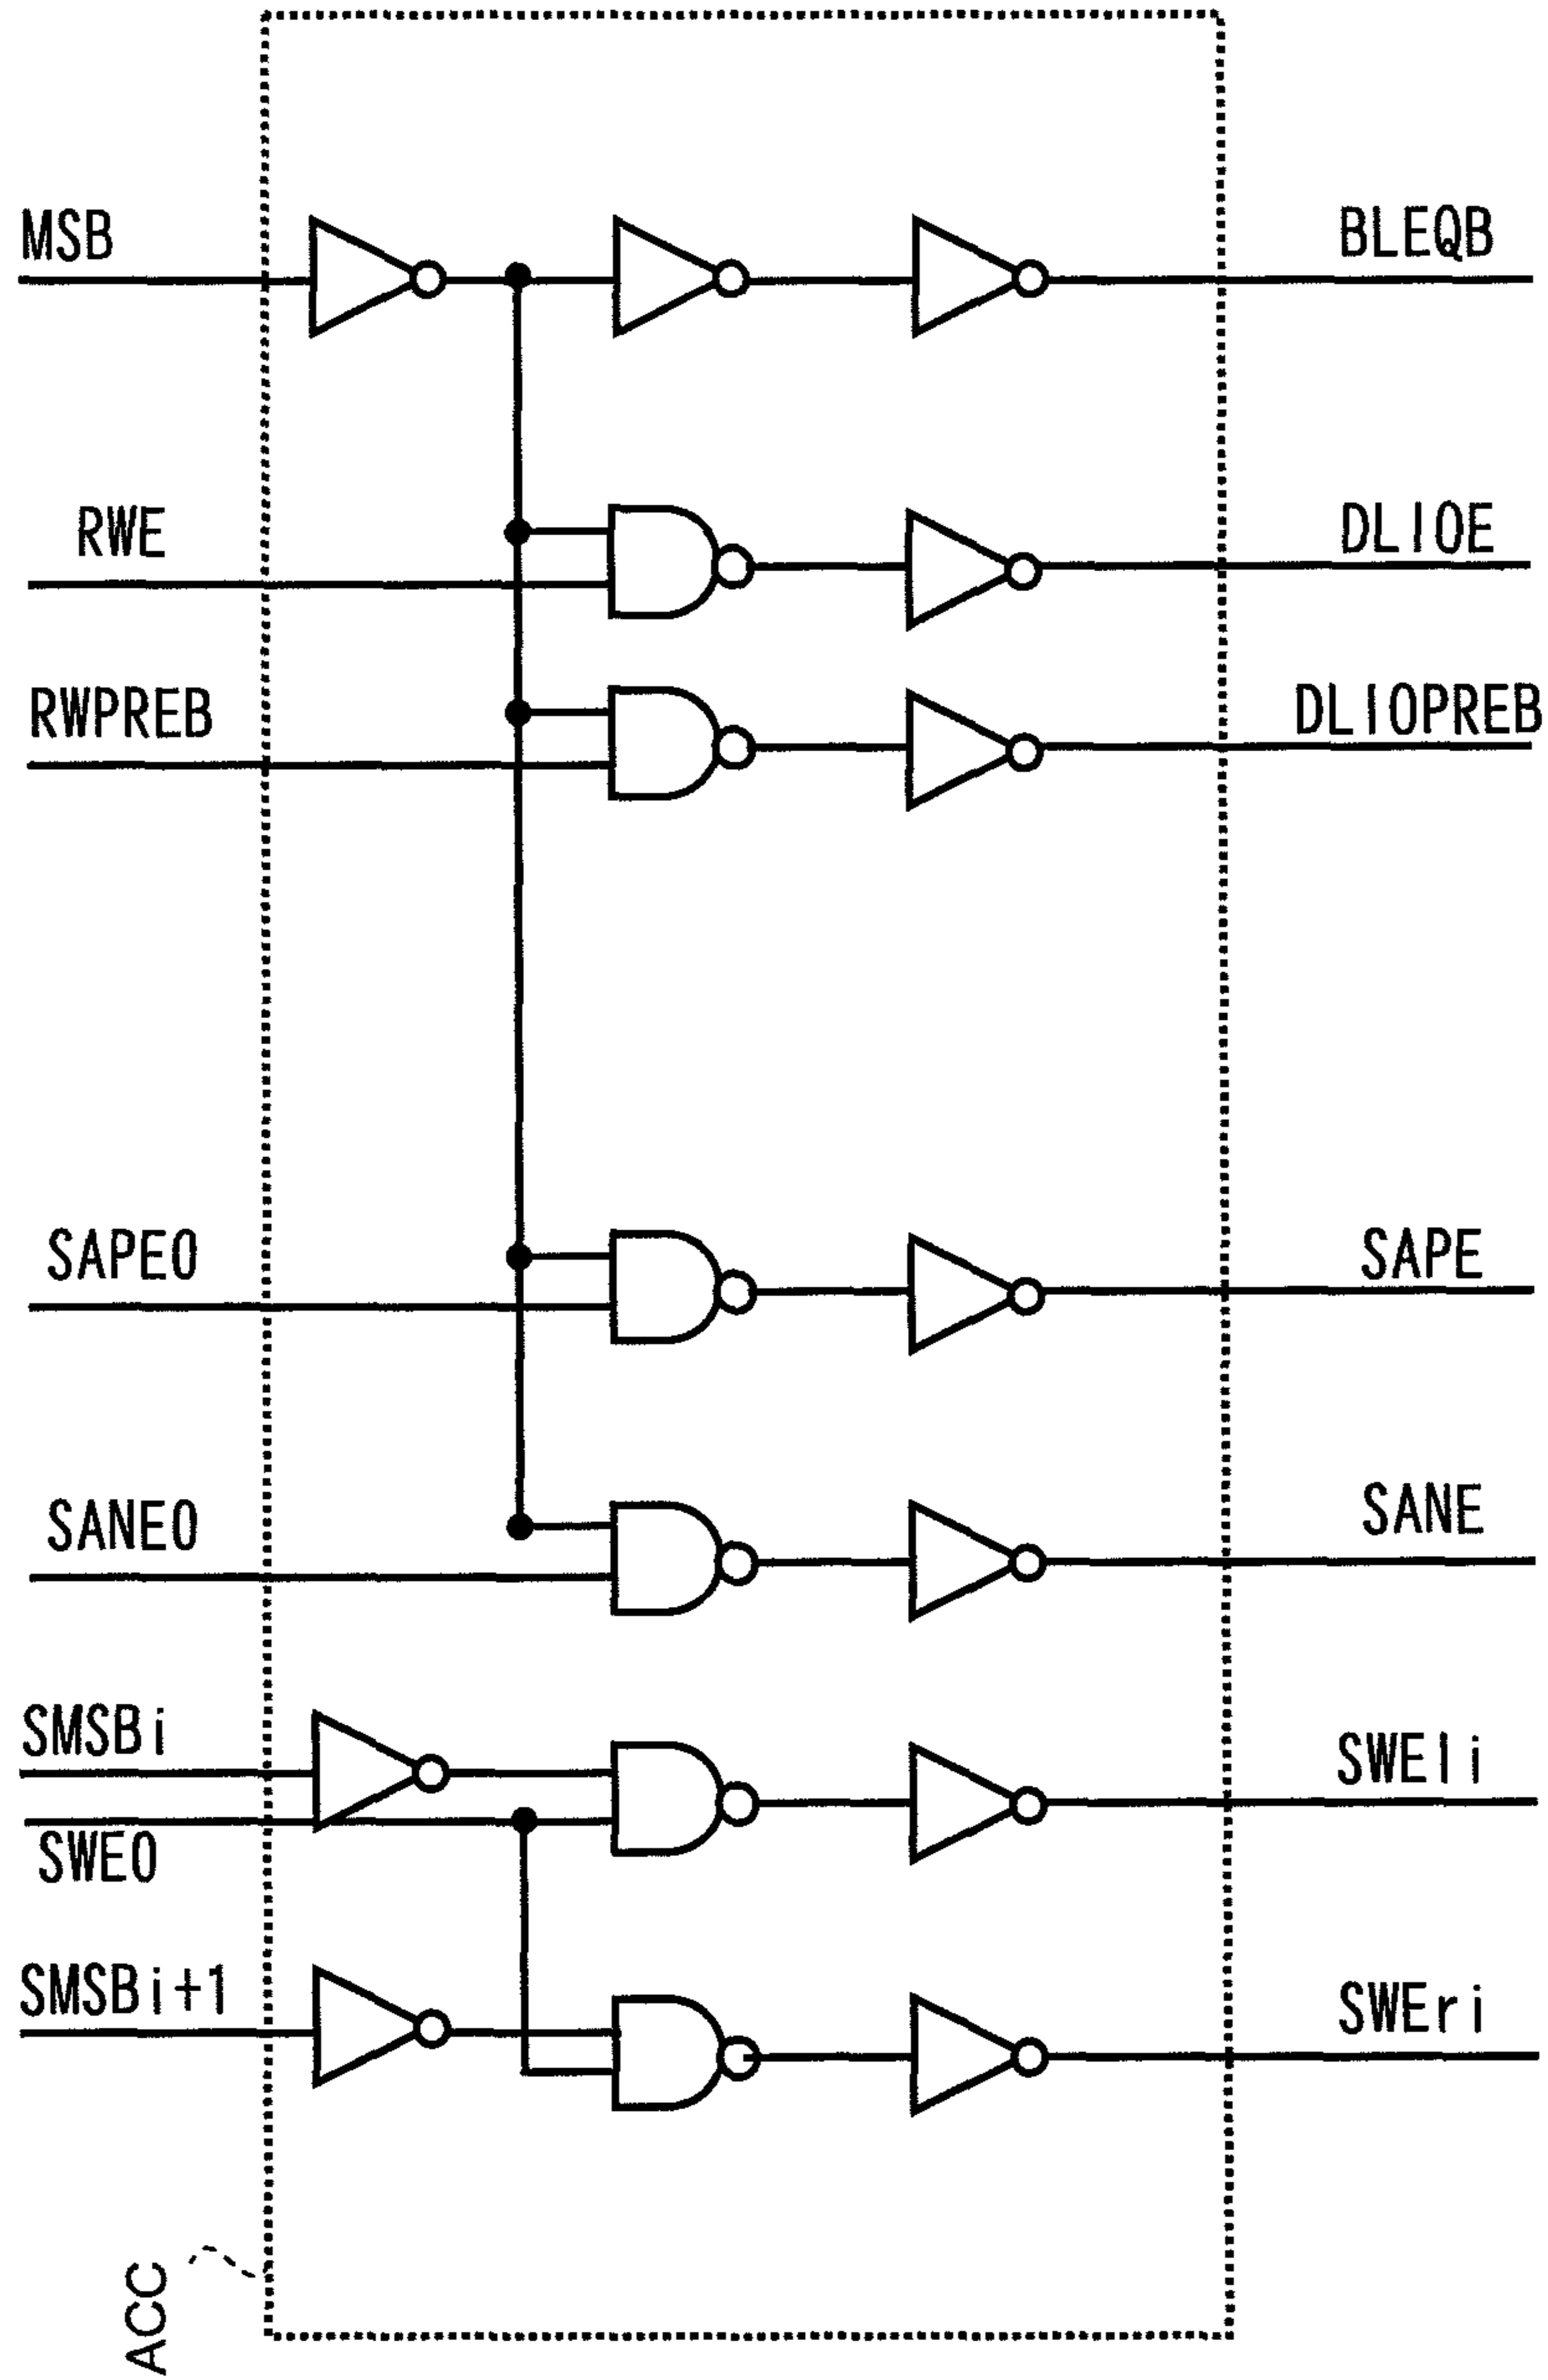 MSB
BLEQB
RWE
DLIOE
RWPREB
DLIOPREB
SAPE0
SAPE
SANE0
SANE
SMSBi
SWEli
SWE0
SMSBi+1
SWEri
ACC